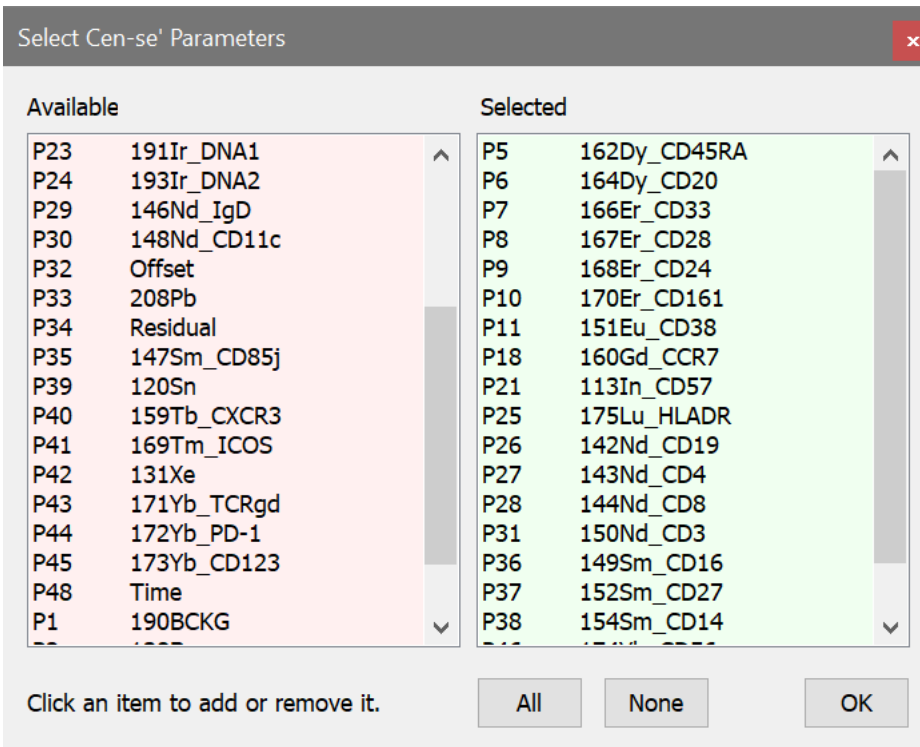 Select Cen-se' Parameters
x
Available
P23 191Ir_DNA1
P24 193Ir_DNA2
P29 146Nd_IgD
P30 148Nd_CD11c
P32 Offset
P33 208Pb
P34 Residual
P35 147Sm_CD85j
P39 120Sn
P40 159Tb_CXCR3
P41 169Tm_ICOS
P42 131Xe
P43 171Yb_TCRgd
P44 172Yb_PD-1
P45 173Yb_CD123
P48 Time
P1 190BCKG
Selected
P5 162Dy_CD45RA
P6 164Dy_CD20
P7 166Er_CD33
P8 167Er_CD28
P9 168Er_CD24
P10 170Er_CD161
P11 151Eu_CD38
P18 160Gd_CCR7
P21 113In_CD57
P25 175Lu_HLADR
P26 142Nd_CD19
P27 143Nd_CD4
P28 144Nd_CD8
P31 150Nd_CD3
P36 149Sm_CD16
P37 152Sm_CD27
P38 154Sm_CD14
Click an item to add or remove it.
All
None
OK